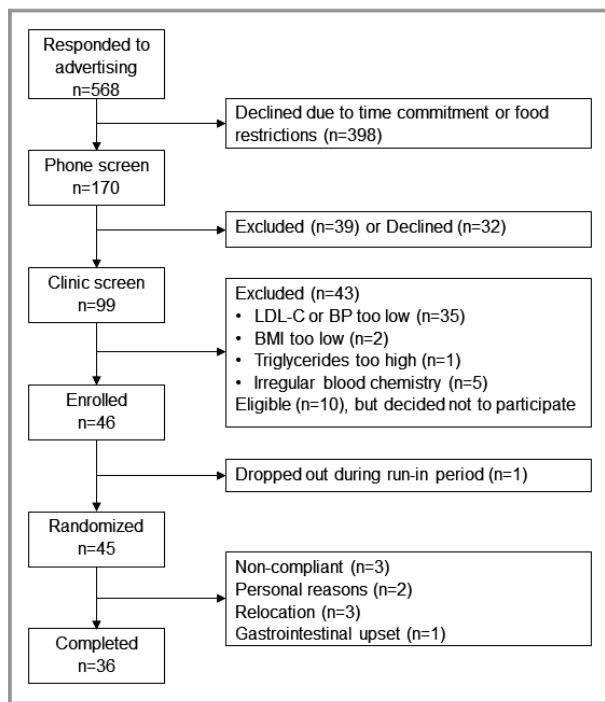 Responded to
advertising
n=568
Declined due to time commitment or food
restrictions (n=398)
Phone screen
n=170
Excluded (n=39) or Declined (n=32)
Clinic screen
n=99
Excluded (n=43)
• LDL-C or BP too low (n=35)
• BMI too low (n=2)
• Triglycerides too high (n=1)
• Irregular blood chemistry (n=5)
Eligible (n=10), but decided not to participate
Enrolled
n=46
Dropped out during run-in period (n=1)
Randomized
n=45
Non-compliant (n=3)
Personal reasons (n=2)
Relocation (n=3)
Gastrointestinal upset (n=1)
Completed
n=36